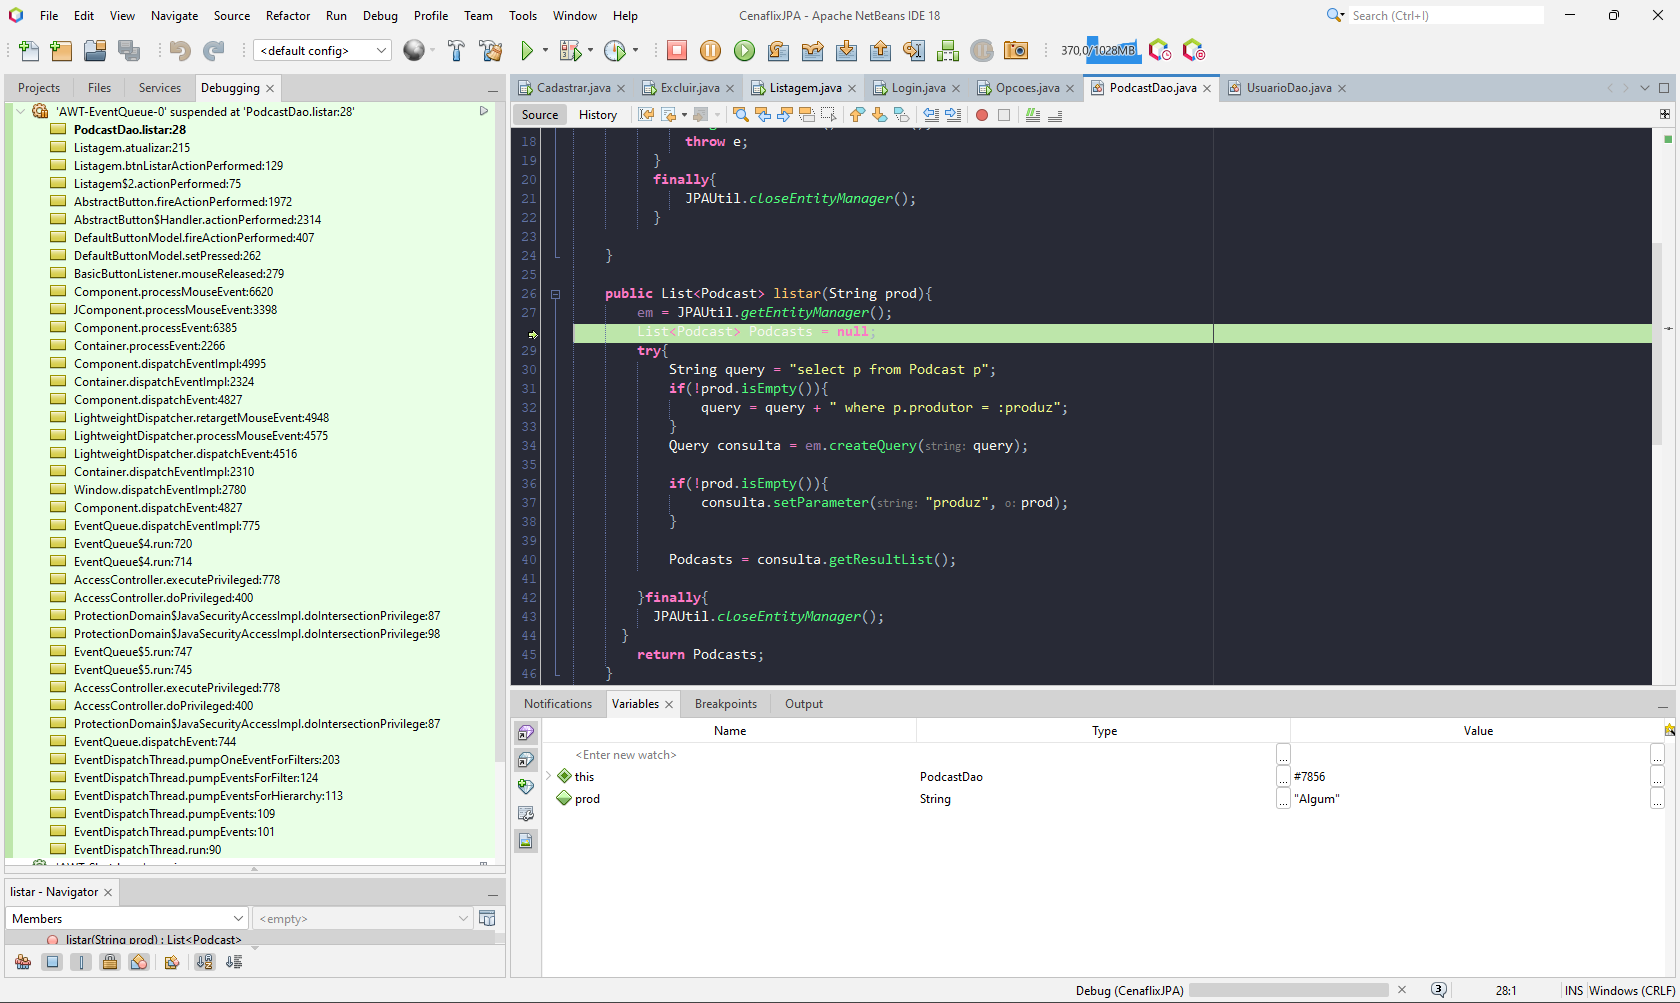 File Edit View Navigate Source Refactor Run Debug Profile Team Tools Window Help
CenaflixJPA - Apache NetBeans IDE 18
Search (Ctrl+I)
<default config>
370,0/1028MB
Projects Files Services Debugging
Cadastrar.java Excluir.java Listagem.java Login.java Opcoes.java PodcastDao.java UsuarioDao.java
Source History
'AWT-EventQueue-0' suspended at 'PodcastDao.listar:28'
PodcastDao.listar:28
Listagem.atualizar:215
Listagem.btnListarActionPerformed:129
Listagem$2.actionPerformed:75
AbstractButton.fireActionPerformed:1972
AbstractButton$Handler.actionPerformed:2314
DefaultButtonModel.fireActionPerformed:407
DefaultButtonModel.setPressed:262
BasicButtonListener.mouseReleased:279
Component.processMouseEvent:6620
JComponent.processMouseEvent:3398
Component.processEvent:6385
Container.processEvent:2266
Component.dispatchEventImpl:4995
Container.dispatchEventImpl:2324
Component.dispatchEvent:4827
LightweightDispatcher.retargetMouseEvent:4948
LightweightDispatcher.processMouseEvent:4575
LightweightDispatcher.dispatchEvent:4516
Container.dispatchEventImpl:2310
Window.dispatchEventImpl:2780
Component.dispatchEvent:4827
EventQueue.dispatchEventImpl:775
EventQueue$4.run:720
EventQueue$4.run:714
AccessController.executePrivileged:778
AccessController.doPrivileged:400
ProtectionDomain$JavaSecurityAccessImpl.doIntersectionPrivilege:87
ProtectionDomain$JavaSecurityAccessImpl.doIntersectionPrivilege:98
EventQueue$5.run:747
EventQueue$5.run:745
AccessController.executePrivileged:778
AccessController.doPrivileged:400
ProtectionDomain$JavaSecurityAccessImpl.doIntersectionPrivilege:87
EventQueue.dispatchEvent:744
EventDispatchThread.pumpOneEventForFilters:203
EventDispatchThread.pumpEventsForFilter:124
EventDispatchThread.pumpEventsForHierarchy:113
EventDispatchThread.pumpEvents:109
EventDispatchThread.pumpEvents:101
EventDispatchThread.run:90
18 throw e;
19 }
20 finally{
21 JPAUtil.closeEntityManager();
22 }
23
24 }
25
26 public List<Podcast> listar(String prod){
27 em = JPAUtil.getEntityManager();
List<Podcast> Podcasts = null;
29 try{
30 String query = "select p from Podcast p";
31 if(!prod.isEmpty()){
32 query = query + " where p.produtor = :produz";
33 }
34 Query consulta = em.createQuery(string: query);
35
36 if(!prod.isEmpty()){
37 consulta.setParameter(string: "produz", o: prod);
38 }
39
40 Podcasts = consulta.getResultList();
41
42 }finally{
43 JPAUtil.closeEntityManager();
44 }
45 return Podcasts;
46 }
listar - Navigator
Members
<empty>
listar(String prod) : List<Podcast>
Notifications Variables Breakpoints Output
Name Type Value
<Enter new watch>
this PodcastDao #7856
prod String "Algum"
Debug (CenaflixJPA)
3
28:1
INS Windows (CRLF)